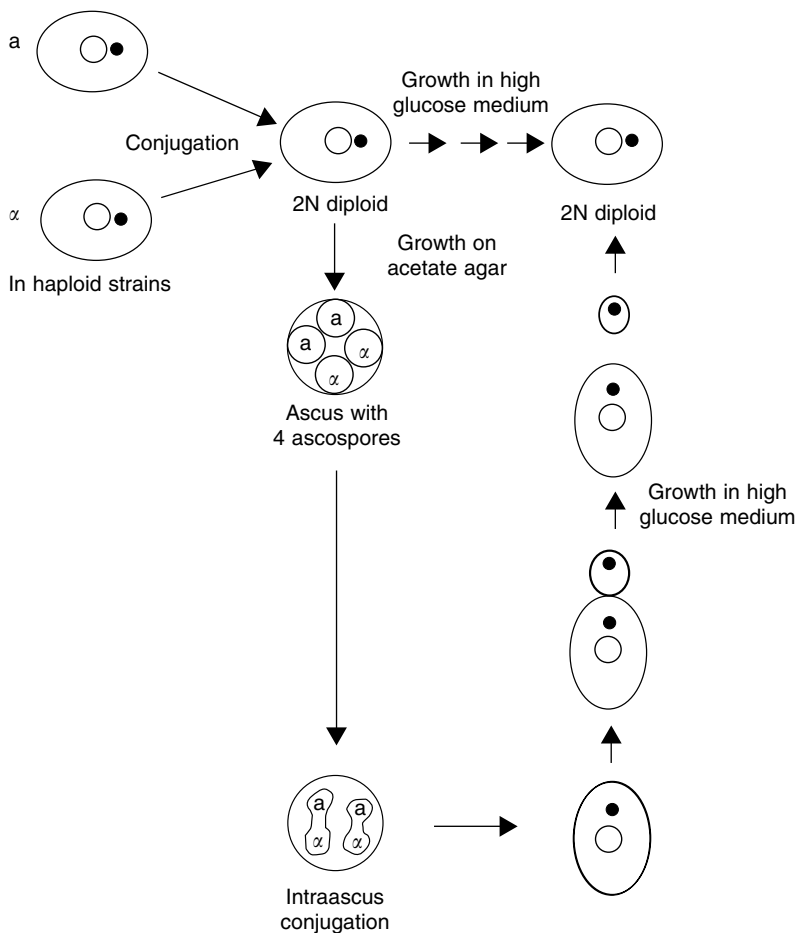 a
Growth in high
glucose medium
Conjugation
α
2N diploid
2N diploid
In haploid strains
Growth on
acetate agar
a
a
α
α
Ascus with
4 ascospores
Growth in high
glucose medium
a
a
α
α
Intraascus
conjugation